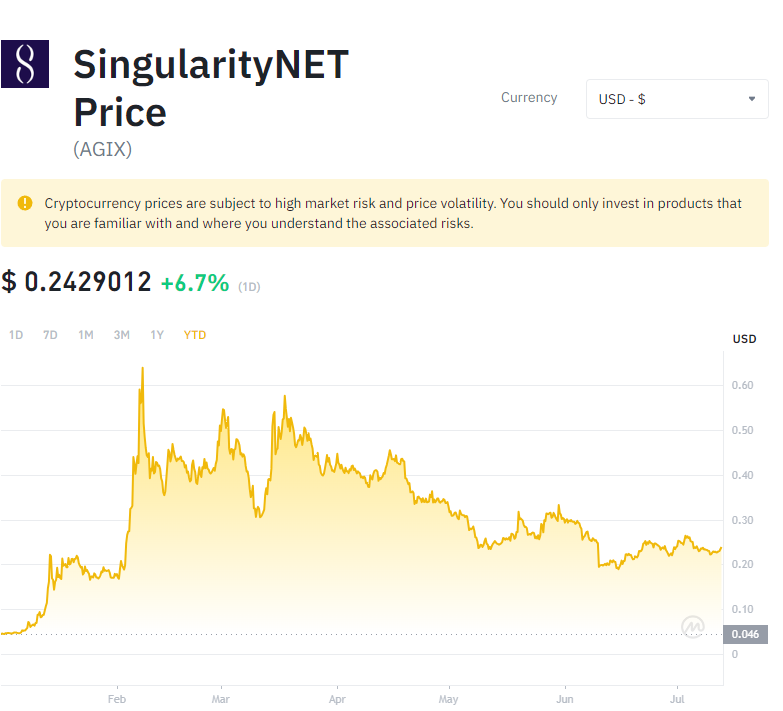 SingularityNET
Price
(AGIX)
Currency
USD - $
Cryptocurrency prices are subject to high market risk and price volatility. You should only invest in products that
you are familiar with and where you understand the associated risks.
$ 0.2429012 +6.7% (1D)
1D 7D 1M 3M 1Y YTD
USD
0.60
0.50
0.40
0.30
0.20
0.10
0.046
0
Feb Mar Apr May Jun Jul